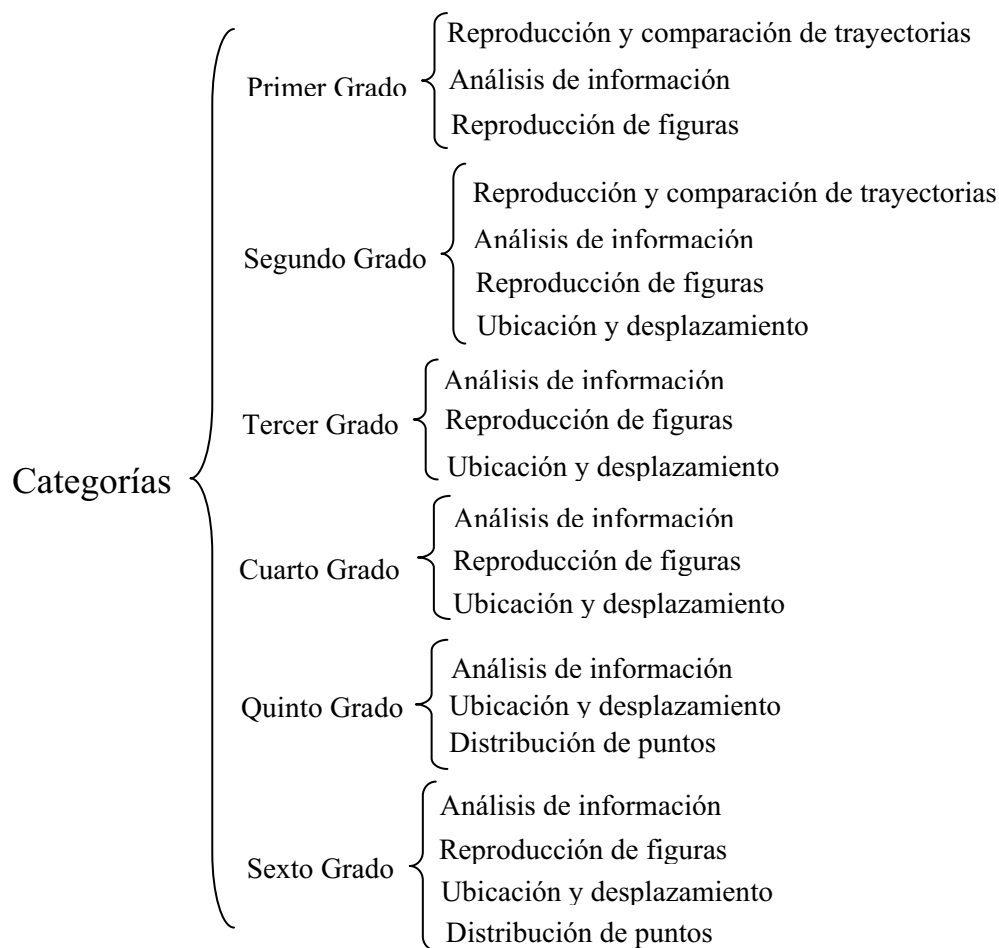 Categorías
Primer Grado
Reproducción y comparación de trayectorias
Análisis de información
Reproducción de figuras
Segundo Grado
Reproducción y comparación de trayectorias
Análisis de información
Reproducción de figuras
Ubicación y desplazamiento
Tercer Grado
Análisis de información
Reproducción de figuras
Ubicación y desplazamiento
Cuarto Grado
Análisis de información
Reproducción de figuras
Ubicación y desplazamiento
Quinto Grado
Análisis de información
Ubicación y desplazamiento
Distribución de puntos
Sexto Grado
Análisis de información
Reproducción de figuras
Ubicación y desplazamiento
Distribución de puntos